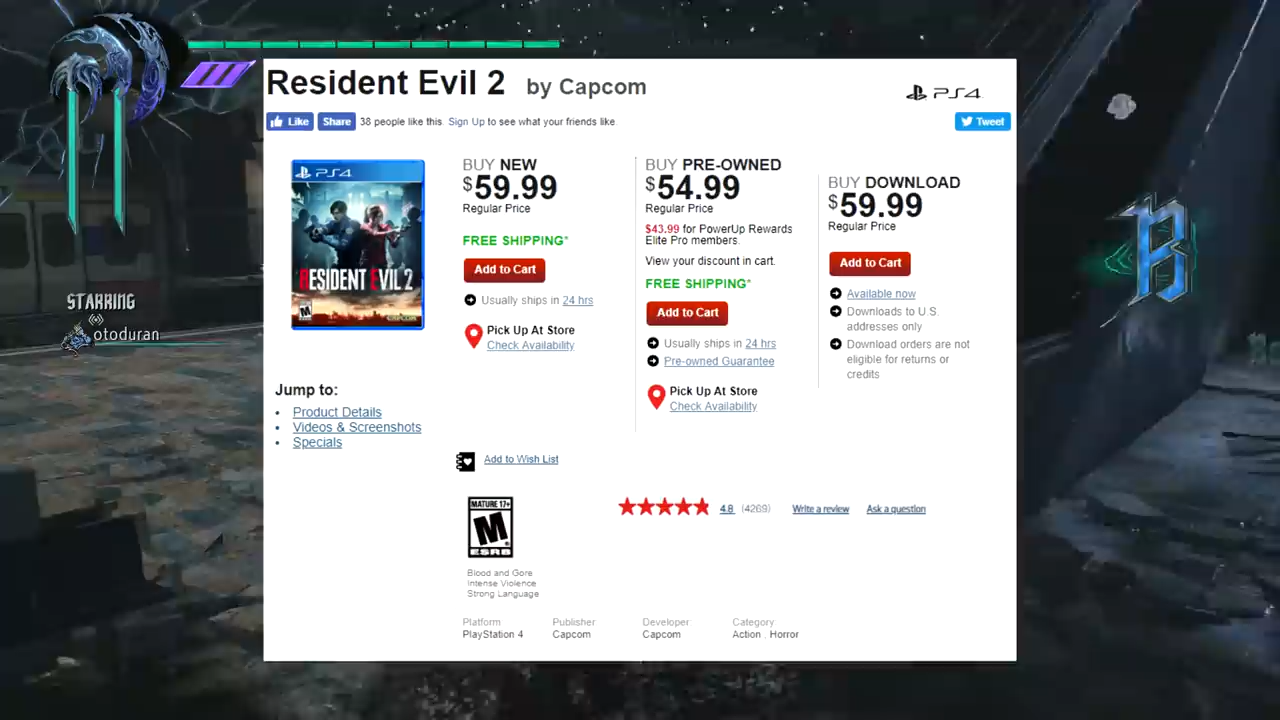 Resident Evil 2 by Capcom
PS4
Like Share 38 people like this. Sign Up to see what your friends like.
Tweet
PS4
RESIDENT EVIL 2
M
CAPCOM
BUY NEW
$59.99
Regular Price
FREE SHIPPING*
Add to Cart
Usually ships in 24 hrs
Pick Up At Store
Check Availability
BUY PRE-OWNED
$54.99
Regular Price
$43.99 for PowerUp Rewards
Elite Pro members.
View your discount in cart.
FREE SHIPPING*
Add to Cart
Usually ships in 24 hrs
Pre-owned Guarantee
Pick Up At Store
Check Availability
BUY DOWNLOAD
$59.99
Regular Price
Add to Cart
Available now
Downloads to U.S.
addresses only
Download orders are not
eligible for returns or
credits
STARRING
otoduran
B
Jump to:
• Product Details
• Videos & Screenshots
• Specials
Add to Wish List
MATURE 17+
M
ESRB
4.8 (4269) Write a review Ask a question
Blood and Gore
Intense Violence
Strong Language
Platform Publisher Developer Category
PlayStation 4 Capcom Capcom Action , Horror